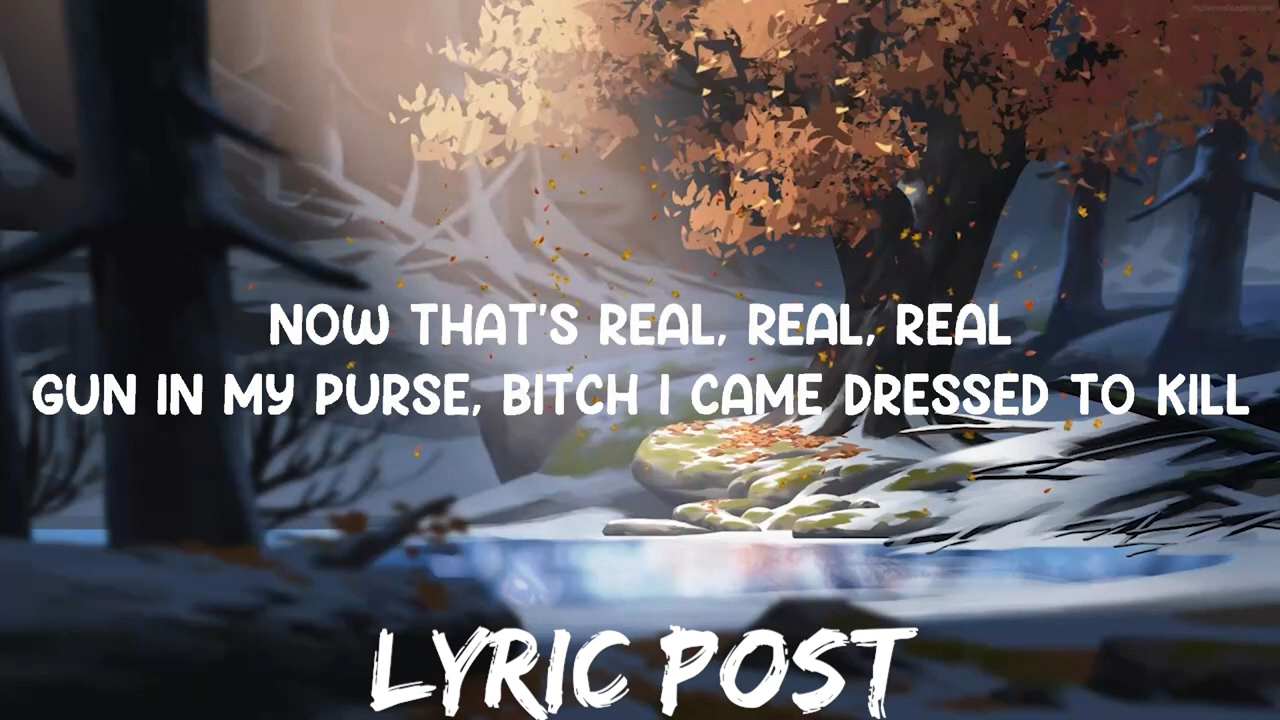 NOW THAT'S REAL, REAL, REAL
GUN IN MY PURSE, BITCH I CAME DRESSED TO KILL
LYRIC POST